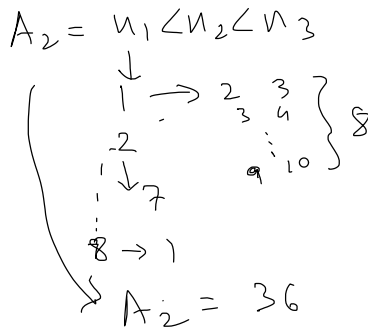 A₂ = n₁ < n₂ < n₃
↓
1 → 2 3 } 8
3 4
⋮
2 9 10
↓
7
8 → 1
A₂ = 36